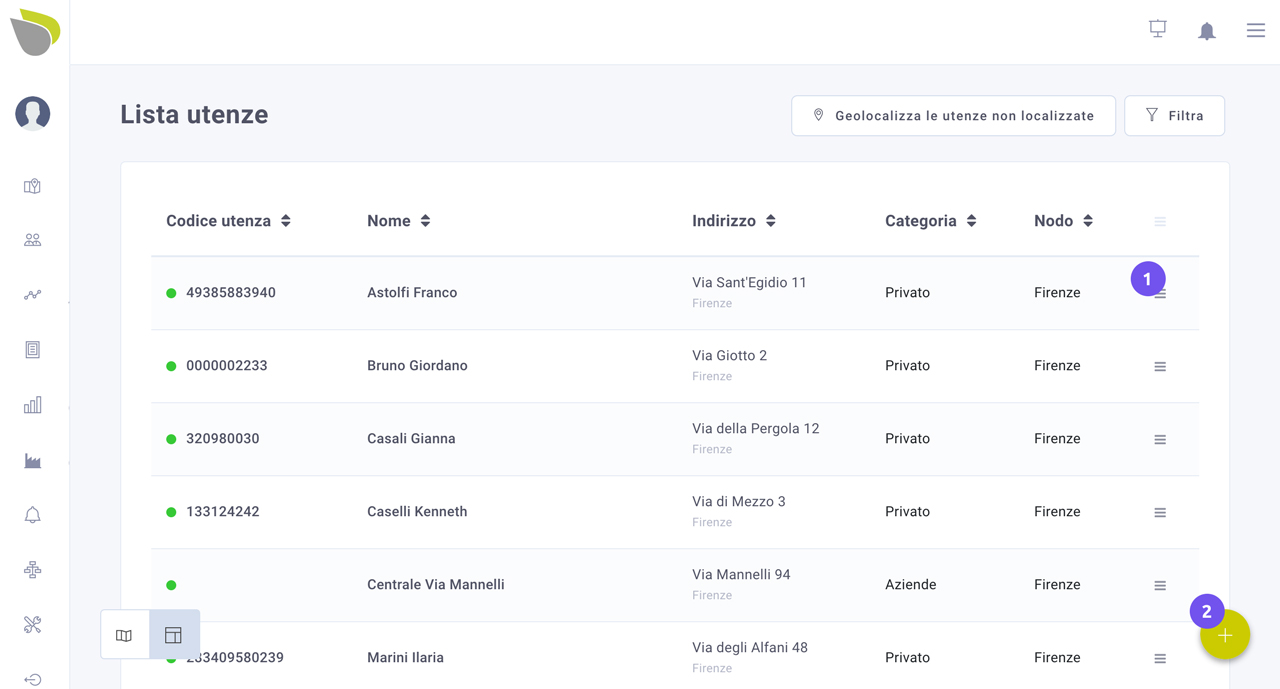 Lista utenze
Geolocalizza le utenze non localizzate
Filtra
Codice utenza Nome Indirizzo Categoria Nodo
1
49385883940 Astolfi Franco Via Sant'Egidio 11 Privato Firenze
Firenze
0000002233 Bruno Giordano Via Giotto 2 Privato Firenze
Firenze
320980030 Casali Gianna Via della Pergola 12 Privato Firenze
Firenze
133124242 Caselli Kenneth Via di Mezzo 3 Privato Firenze
Firenze
Centrale Via Mannelli Via Mannelli 94 Aziende Firenze
Firenze
2
Marini Ilaria Via degli Alfani 48 Privato Firenze
Firenze